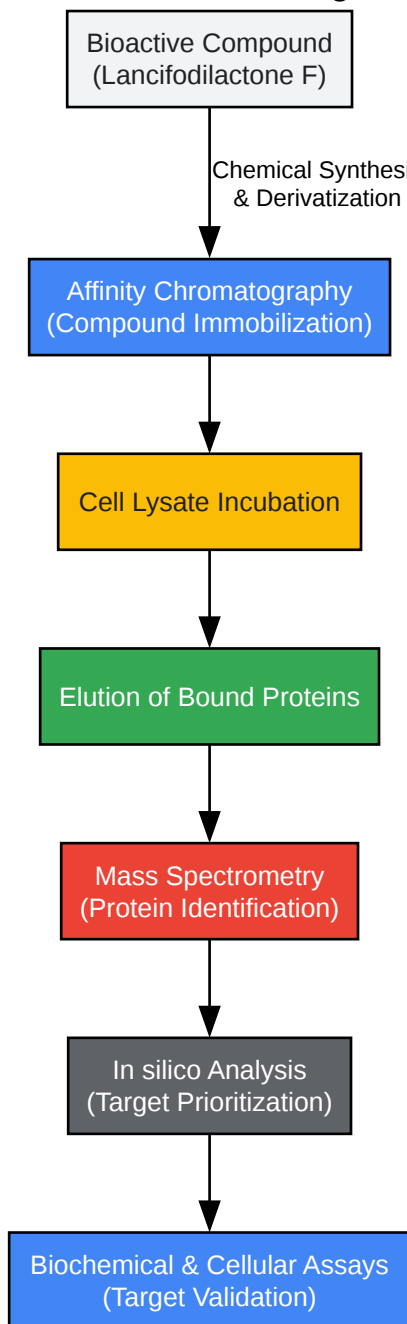 Bioactive Compound
(Lancifodilactone F)
Chemical Synthesi
& Derivatization
Affinity Chromatography
(Compound Immobilization)
Cell Lysate Incubation
Elution of Bound Proteins
Mass Spectrometry
(Protein Identification)
In silico Analysis
(Target Prioritization)
Biochemical & Cellular Assays
(Target Validation)